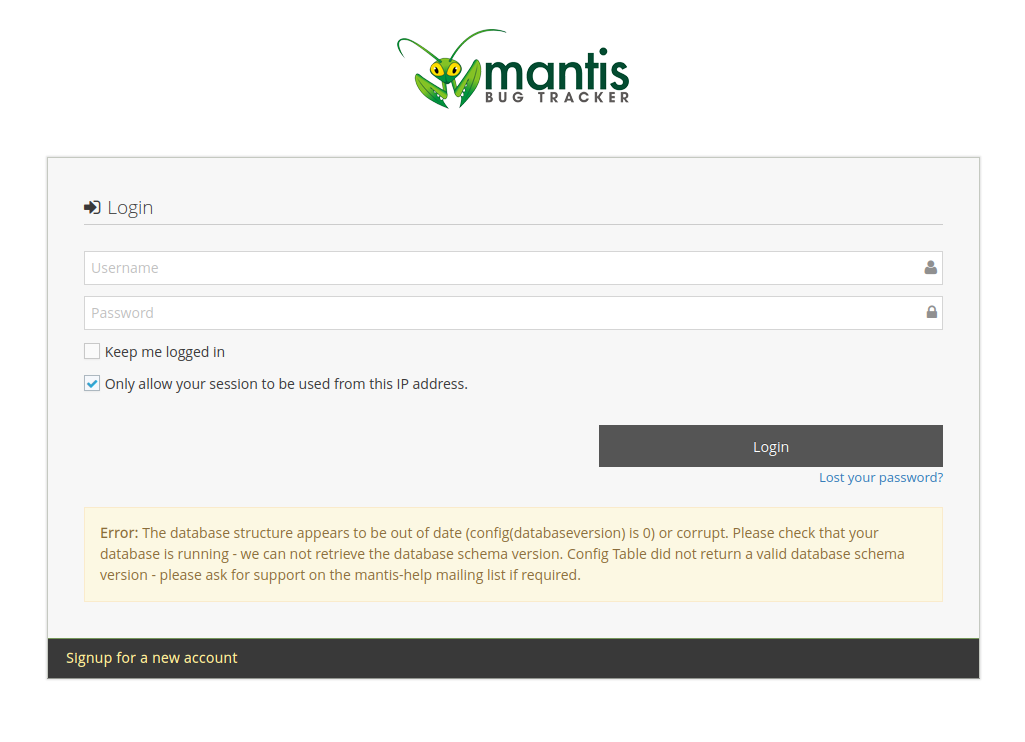 mantis
BUG TRACKER
Login
Username
Password
Keep me logged in
Only allow your session to be used from this IP address.
Login
Lost your password?
Error: The database structure appears to be out of date (config(databaseversion) is 0) or corrupt. Please check that your
database is running - we can not retrieve the database schema version. Config Table did not return a valid database schema
version - please ask for support on the mantis-help mailing list if required.
Signup for a new account